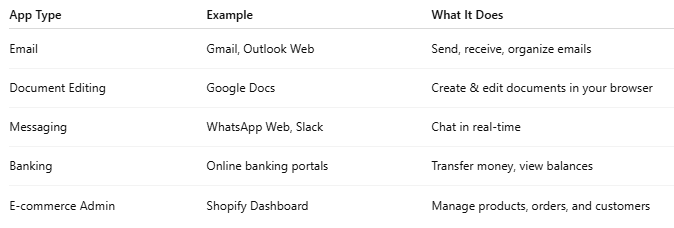 App Type Example What It Does
Email Gmail, Outlook Web Send, receive, organize emails
Document Editing Google Docs Create & edit documents in your browser
Messaging WhatsApp Web, Slack Chat in real-time
Banking Online banking portals Transfer money, view balances
E-commerce Admin Shopify Dashboard Manage products, orders, and customers